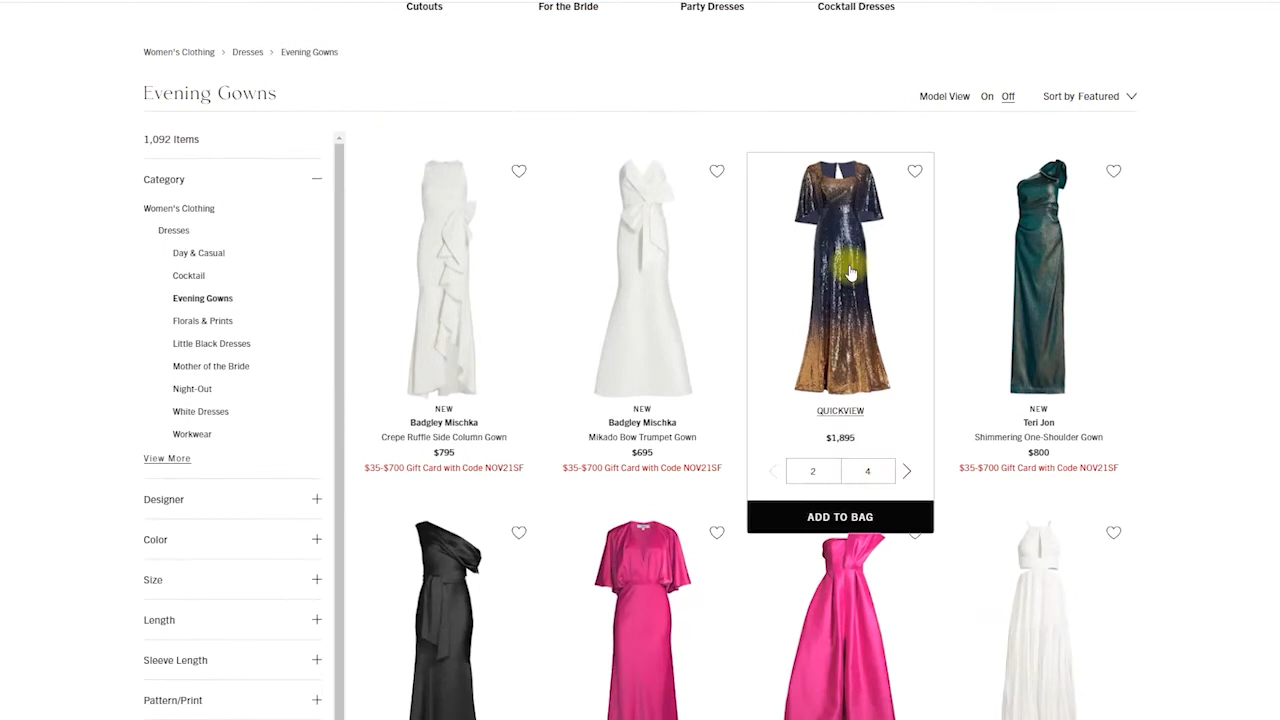 Cutouts
For the Bride
Party Dresses
Cocktail Dresses
Women's Clothing > Dresses > Evening Gowns
Evening Gowns
Model View On Off
Sort by Featured
1,092 Items
Category
Women's Clothing
Dresses
Day & Casual
Cocktail
Evening Gowns
Florals & Prints
Little Black Dresses
Mother of the Bride
Night-Out
White Dresses
Workwear
View More
Designer
Color
Size
Length
Sleeve Length
Pattern/Print
NEW
Badgley Mischka
Crepe Ruffle Side Column Gown
$795
$35-$700 Gift Card with Code NOV21SF
NEW
Badgley Mischka
Mikado Bow Trumpet Gown
$695
$35-$700 Gift Card with Code NOV21SF
QUICKVIEW
$1,895
2 4
ADD TO BAG
NEW
Teri Jon
Shimmering One-Shoulder Gown
$800
$35-$700 Gift Card with Code NOV21SF